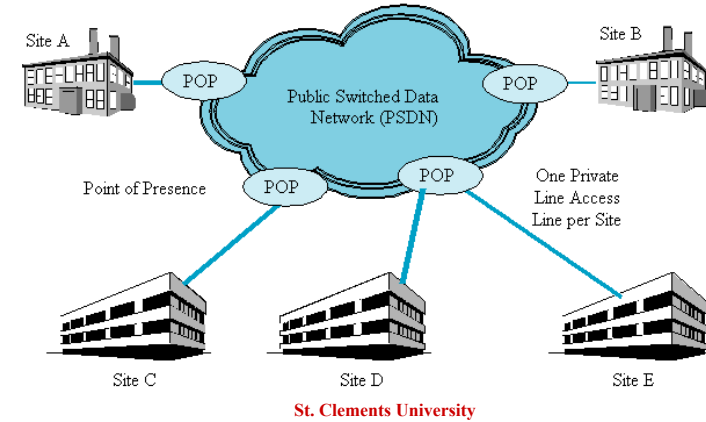 Site A
Site B
POP
POP
Public Switched Data
Network (PSDN)
Point of Presence
POP
POP
One Private
Line Access
Line per Site
Site C
Site D
Site E
St. Clements University